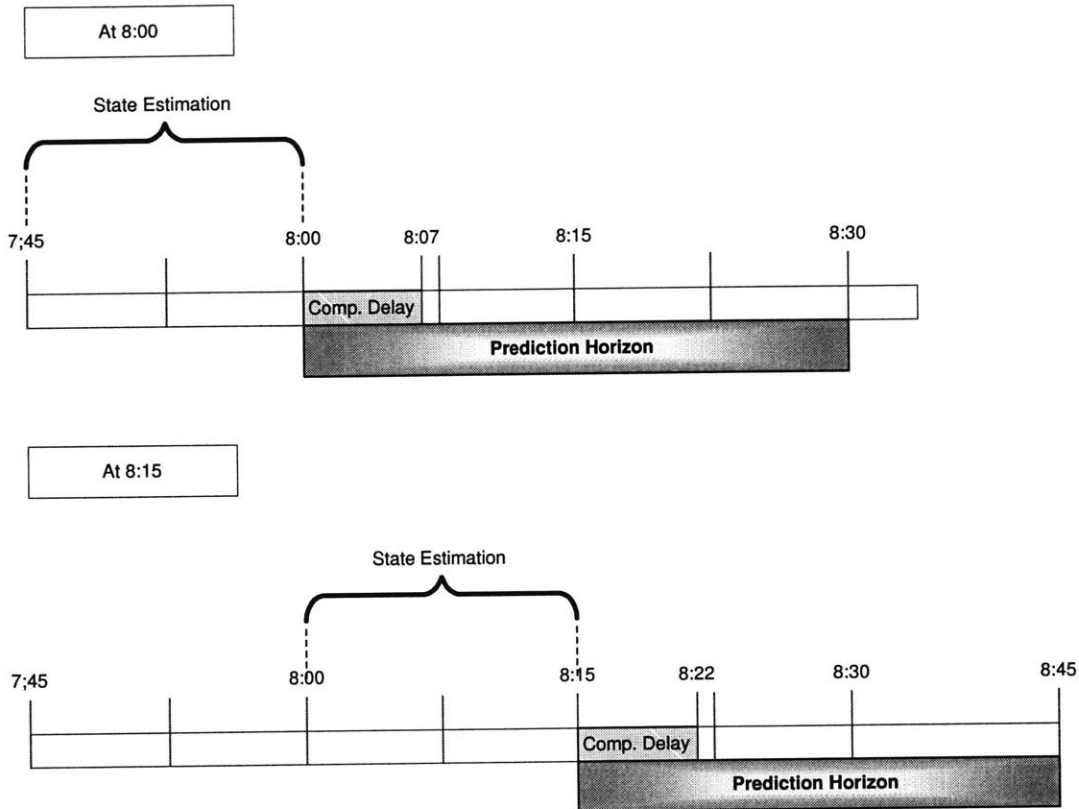 At 8:00
State Estimation
7;45 8:00 8:07 8:15 8:30
Comp. Delay
Prediction Horizon
At 8:15
State Estimation
7;45 8:00 8:15 8:22 8:30 8:45
Comp. Delay
Prediction Horizon